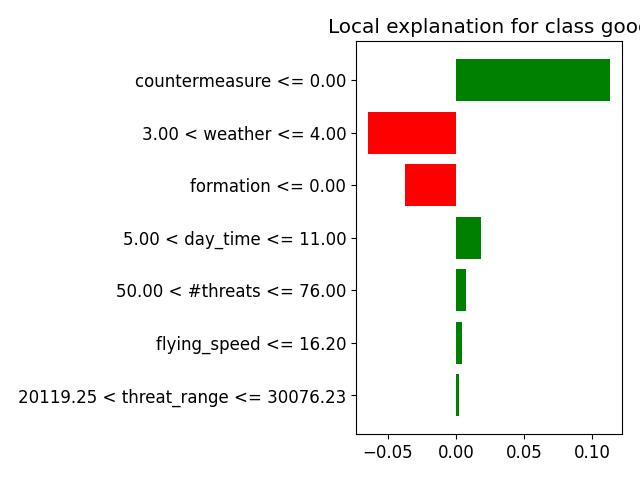 Local explanation for class good
countermeasure <= 0.00
3.00 < weather <= 4.00
formation <= 0.00
5.00 < day_time <= 11.00
50.00 < #threats <= 76.00
flying_speed <= 16.20
20119.25 < threat_range <= 30076.23
−0.05 0.00 0.05 0.10